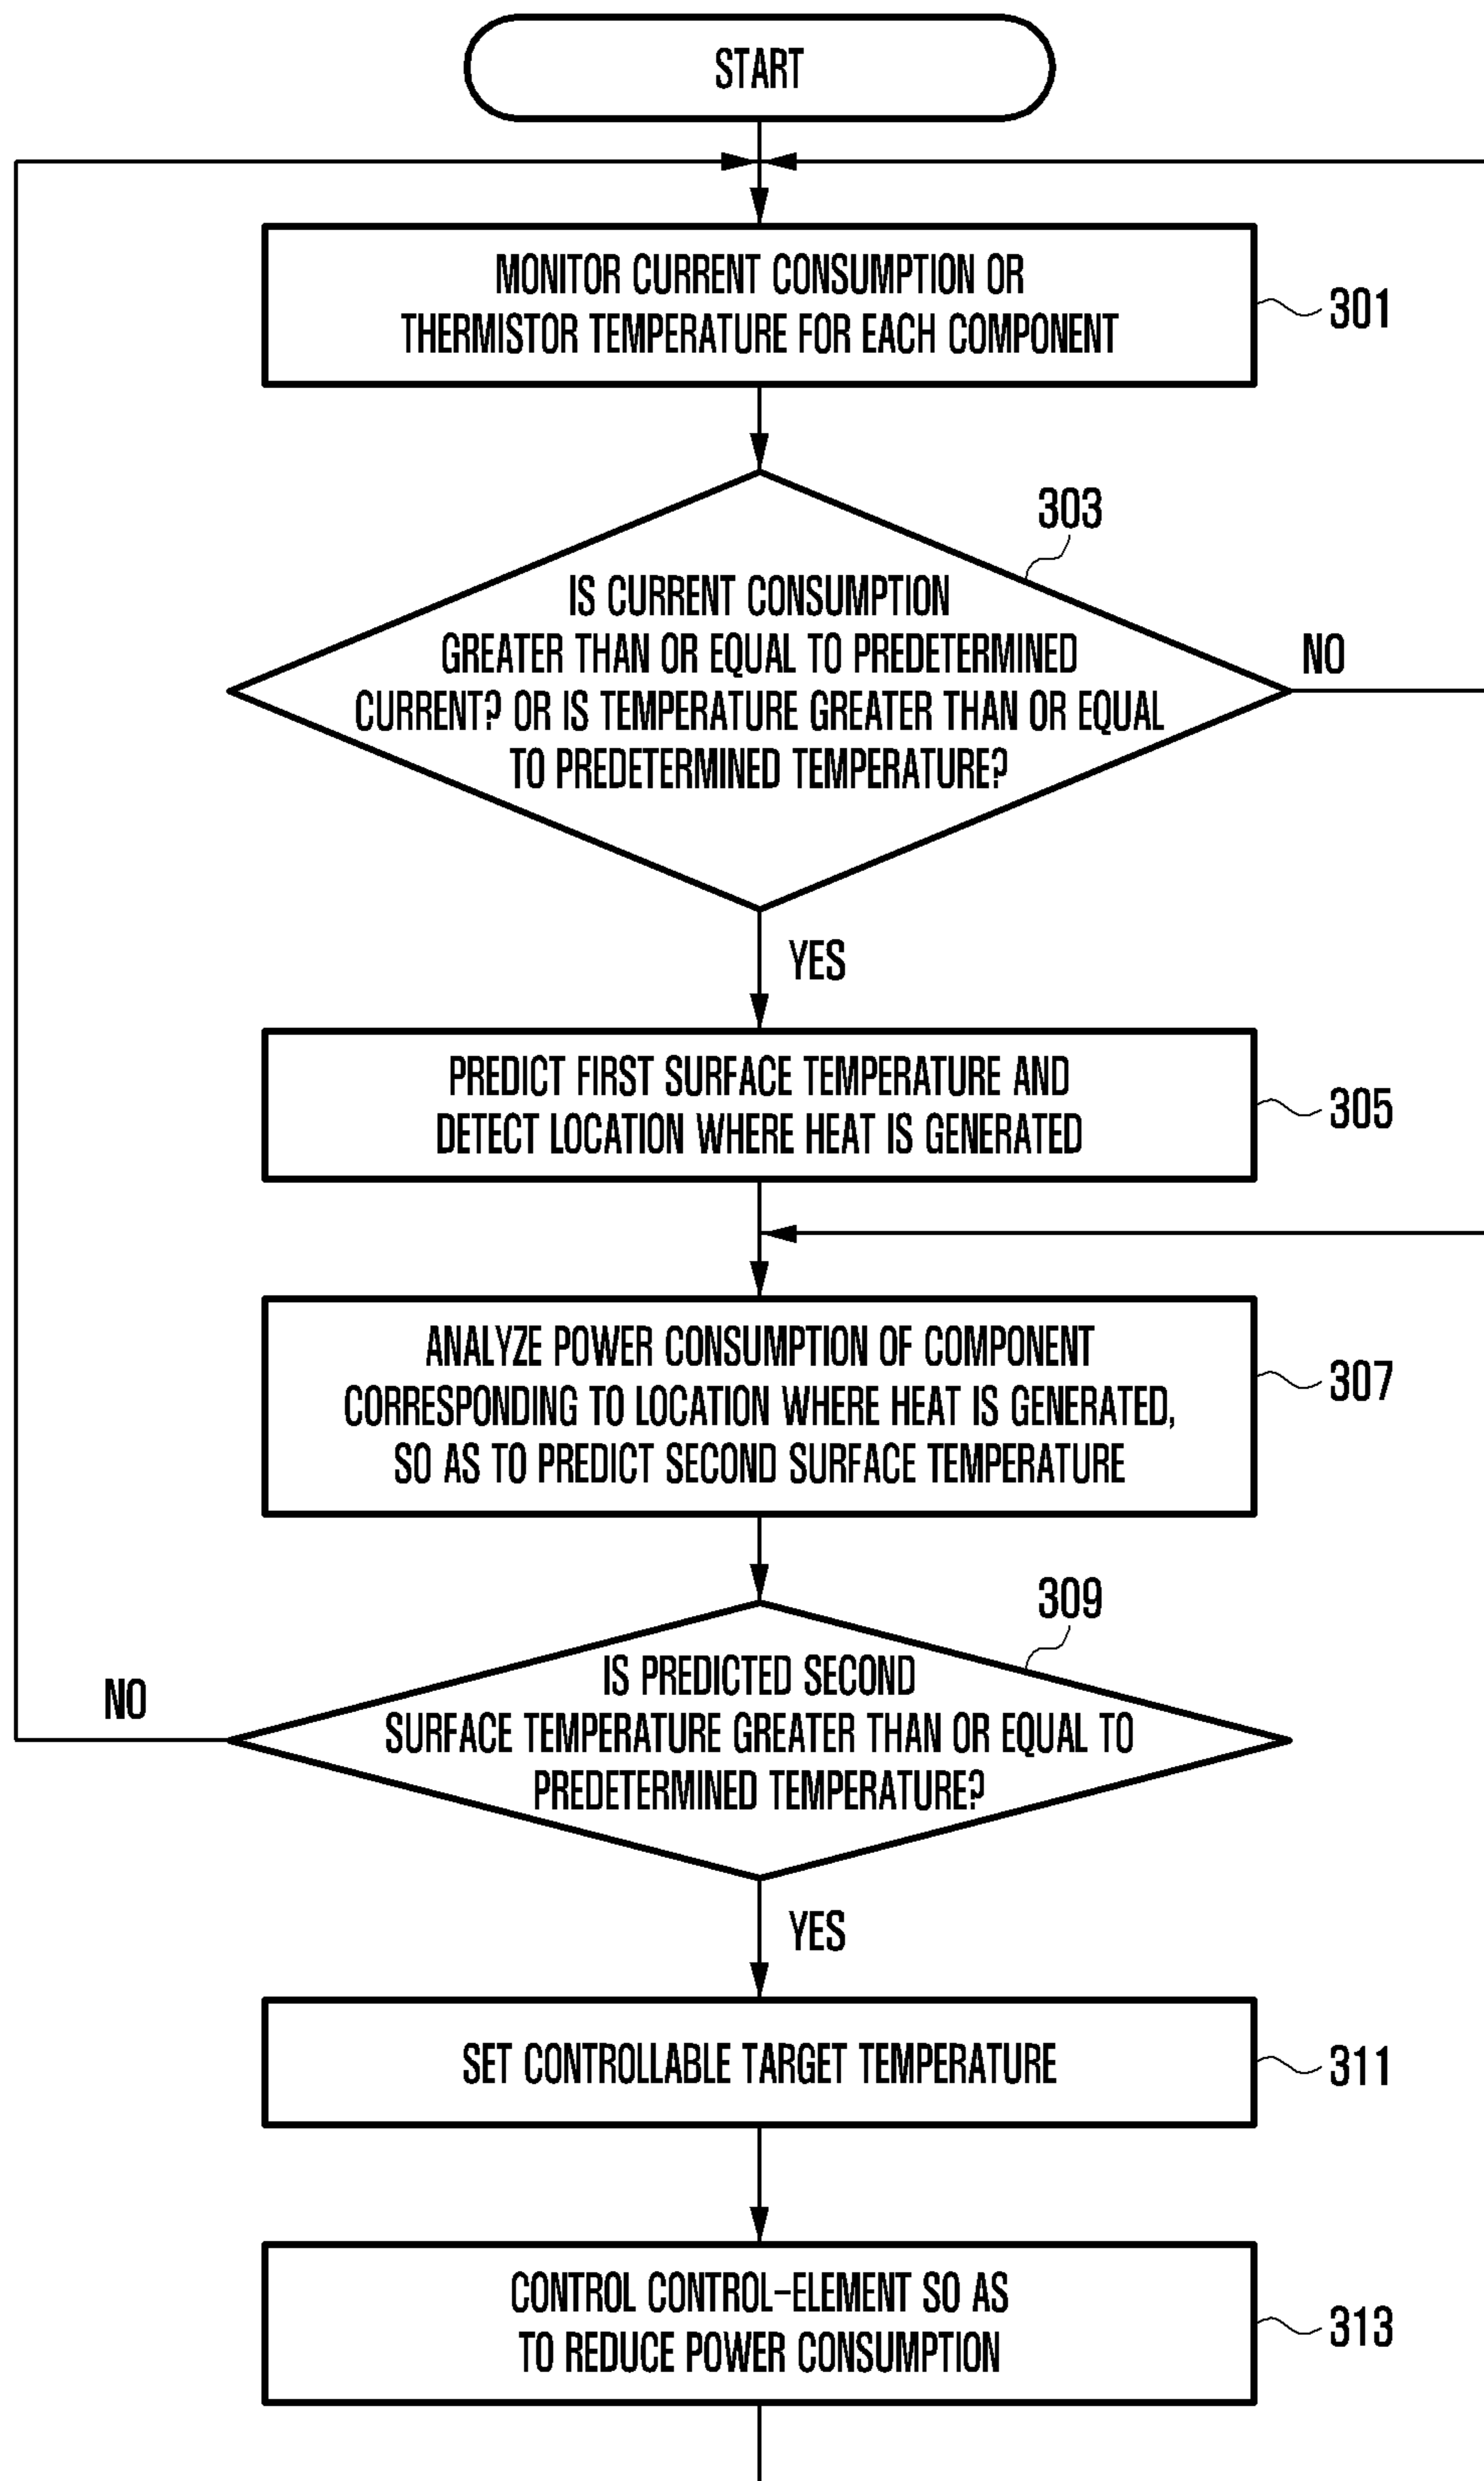 START
MONITOR CURRENT CONSUMPTION OR
THERMISTOR TEMPERATURE FOR EACH COMPONENT
301
303
IS CURRENT CONSUMPTION
GREATER THAN OR EQUAL TO PREDETERMINED
CURRENT? OR IS TEMPERATURE GREATER THAN OR EQUAL
TO PREDETERMINED TEMPERATURE?
NO
YES
PREDICT FIRST SURFACE TEMPERATURE AND
DETECT LOCATION WHERE HEAT IS GENERATED
305
ANALYZE POWER CONSUMPTION OF COMPONENT
CORRESPONDING TO LOCATION WHERE HEAT IS GENERATED,
SO AS TO PREDICT SECOND SURFACE TEMPERATURE
307
309
IS PREDICTED SECOND
SURFACE TEMPERATURE GREATER THAN OR EQUAL TO
PREDETERMINED TEMPERATURE?
NO
YES
SET CONTROLLABLE TARGET TEMPERATURE
311
CONTROL CONTROL-ELEMENT SO AS
TO REDUCE POWER CONSUMPTION
313